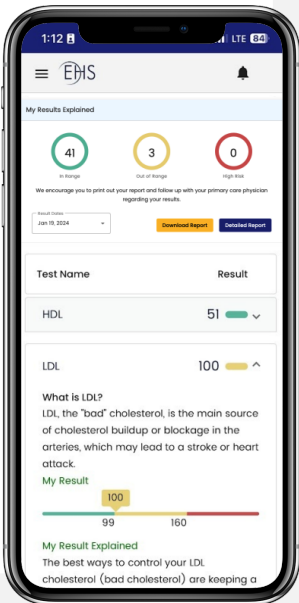 1:12 LTE 84
EHS
My Results Explained
41 3 0
In Range Out of Range High Risk
We encourage you to print out your report and follow up with your primary care physician
regarding your results.
Result Dates
Jan 19, 2024 Download Report Detailed Report
Test Name Result
HDL 51
LDL 100
What is LDL?
LDL, the "bad" cholesterol, is the main source
of cholesterol buildup or blockage in the
arteries, which may lead to a stroke or heart
attack.
My Result
100
99 160
My Result Explained
The best ways to control your LDL
cholesterol (bad cholesterol) are keeping a